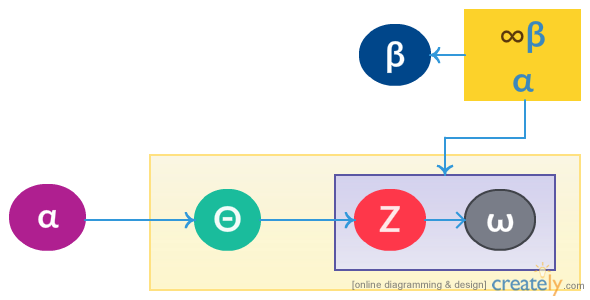 ∞β
α
β
α
Θ
Z
ω
[online diagramming & design] creately.com